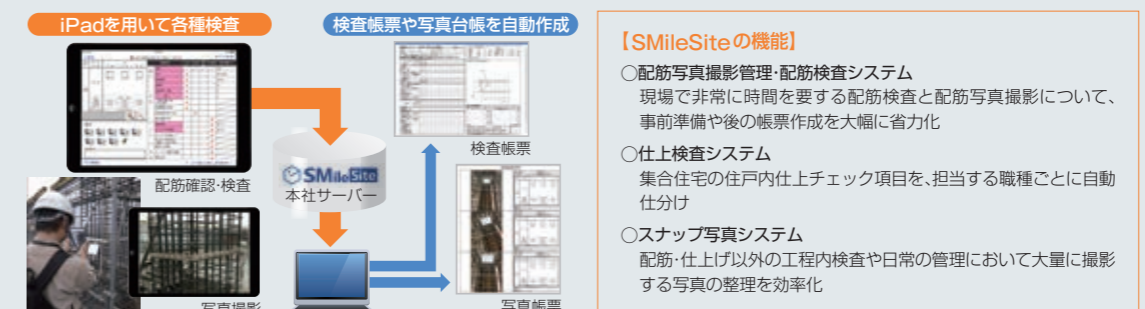 iPadを用いて各種検査
検査帳票や写真台帳を自動作成
配筋確認・検査
写真撮影
SMileSite
本社サーバー
検査帳票
写真帳票
【SMileSiteの機能】
○配筋写真撮影管理・配筋検査システム
現場で非常に時間を要する配筋検査と配筋写真撮影について、
事前準備や後の帳票作成を大幅に省力化
○仕上検査システム
集合住宅の住戸内仕上チェック項目を、担当する職種ごとに自動
仕分け
○スナップ写真システム
配筋・仕上げ以外の工程内検査や日常の管理において大量に撮影
する写真の整理を効率化